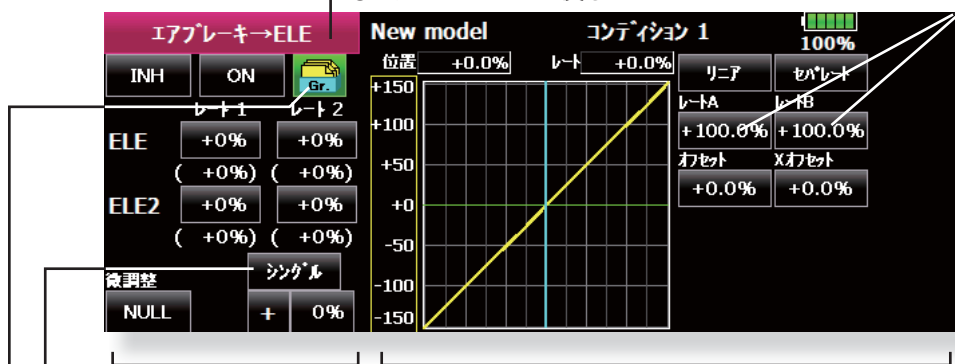 エアブレーキ→ELE
New model コンディション 1 100%
INH ON Gr.
位置 +0.0% レート +0.0%
リニア セパレート
レート1 レート2
レートA レートB
ELE +0% +0%
+100.0% +100.0%
( +0%) ( +0%)
オフセット Xオフセット
ELE2 +0% +0%
+0.0% +0.0%
( +0%) ( +0%)
シングル
微調整
NULL + 0%
+150
+100
+50
+0
-50
-100
-150